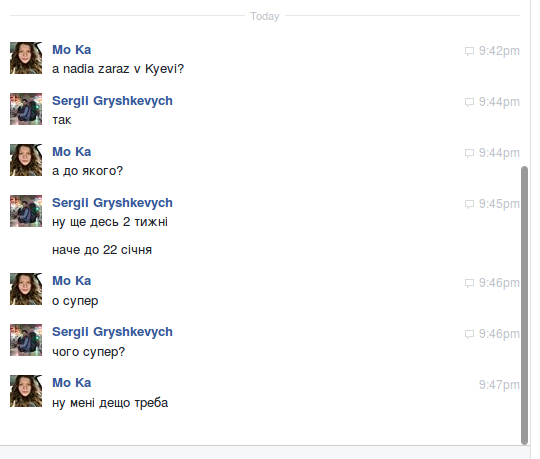 Today
Mo Ka 9:42pm
a nadia zaraz v Kyevi?
Sergii Gryshkevych 9:44pm
так
Mo Ka 9:44pm
а до якого?
Sergii Gryshkevych 9:45pm
ну ще десь 2 тижні
наче до 22 січня
Mo Ka 9:46pm
о супер
Sergii Gryshkevych 9:46pm
чого супер?
Mo Ka 9:47pm
ну мені дещо треба